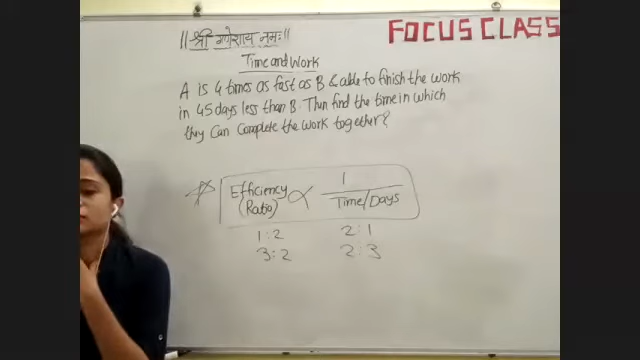 ||श्री गणेशाय नमः||
FOCUS CLASS
Time and Work
A is 4 times as fast as B & able to finish the work
in 45 days less than B. Then find the time in which
they can complete the work together?
Efficiency (Ratio) ∝ 1 / Time/Days
1:2 2:1
3:2 2:3